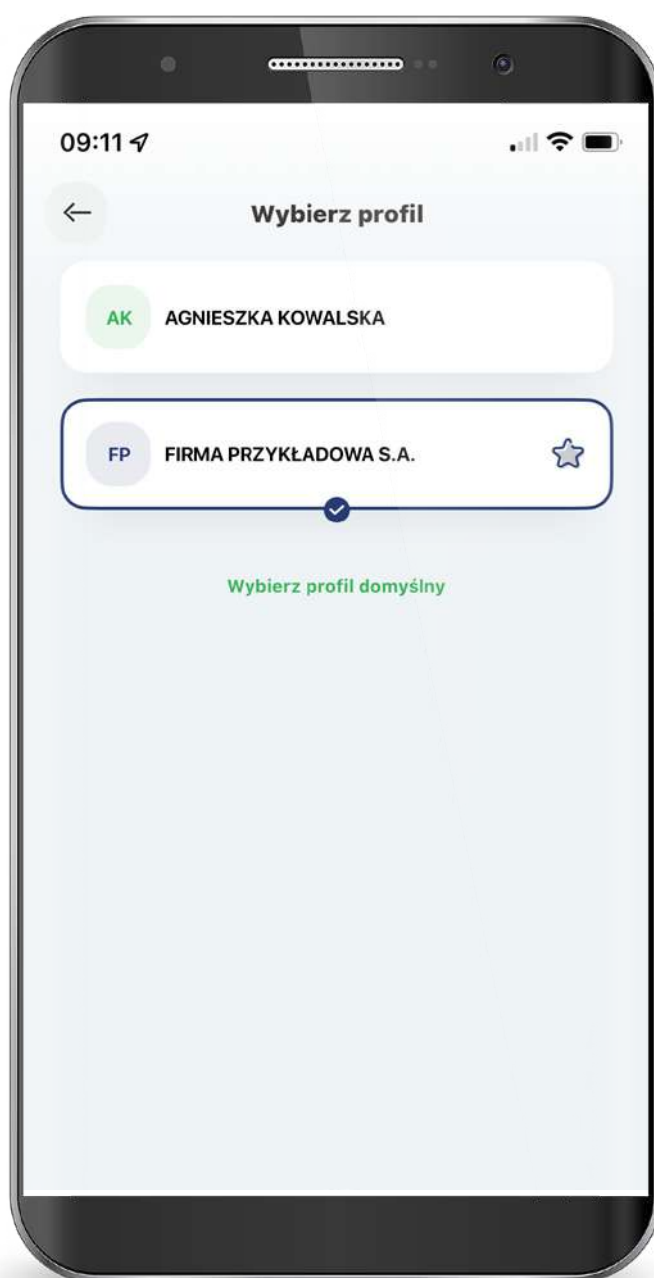 09:11
Wybierz profil
AK AGNIESZKA KOWALSKA
FP FIRMA PRZYKŁADOWA S.A.
Wybierz profil domyślny